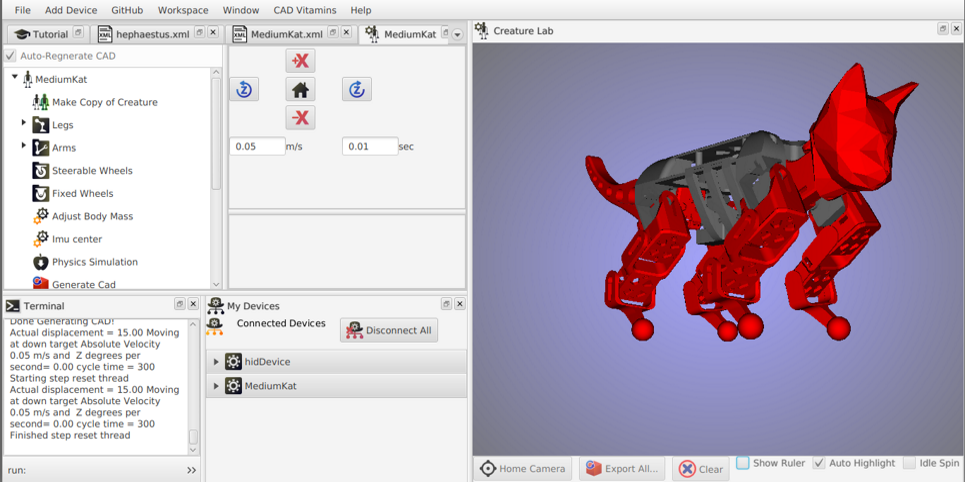 File Add Device GitHub Workspace Window CAD Vitamins Help
Tutorial hephaestus.xml MediumKat.xml MediumKat
Creature Lab
Auto-Regnerate CAD
MediumKat
Make Copy of Creature
Legs
Arms
Steerable Wheels
Fixed Wheels
Adjust Body Mass
Imu center
Physics Simulation
Generate Cad
+X
-X
0.05 m/s 0.01 sec
Terminal
Done Generating CAD!
Actual displacement = 15.00 Moving
at down target Absolute Velocity
0.05 m/s and Z degrees per
second= 0.00 cycle time = 300
Starting step reset thread
Actual displacement = 15.00 Moving
at down target Absolute Velocity
0.05 m/s and Z degrees per
second= 0.00 cycle time = 300
Finished step reset thread
run: >>
My Devices
Connected Devices Disconnect All
hidDevice
MediumKat
Home Camera Export All... Clear Show Ruler Auto Highlight Idle Spin